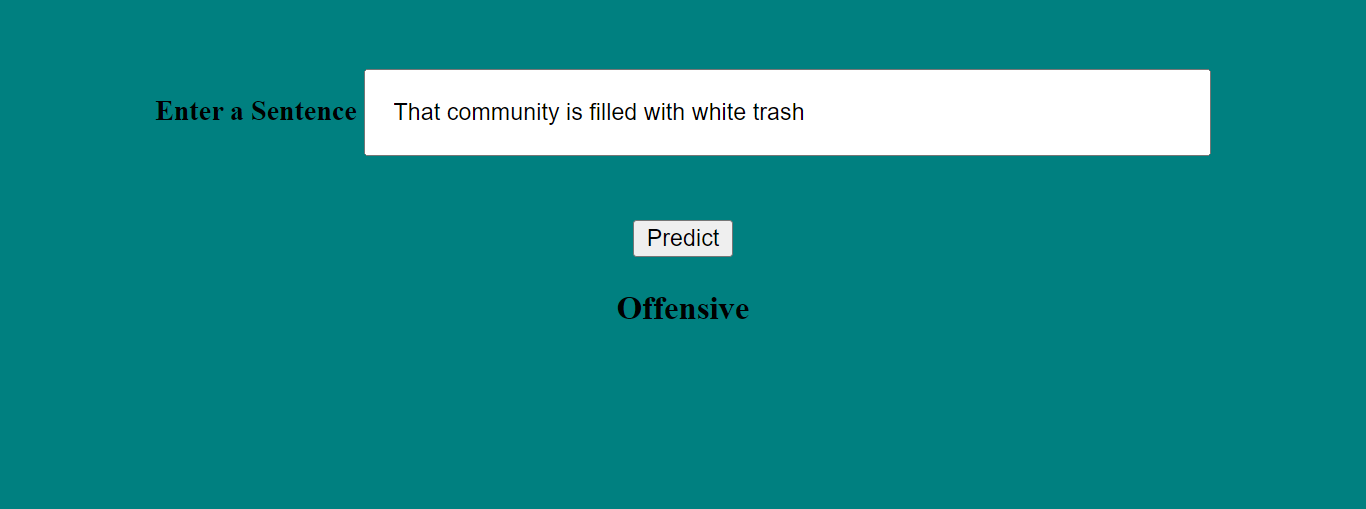 Enter a Sentence That community is filled with white trash
Predict
Offensive